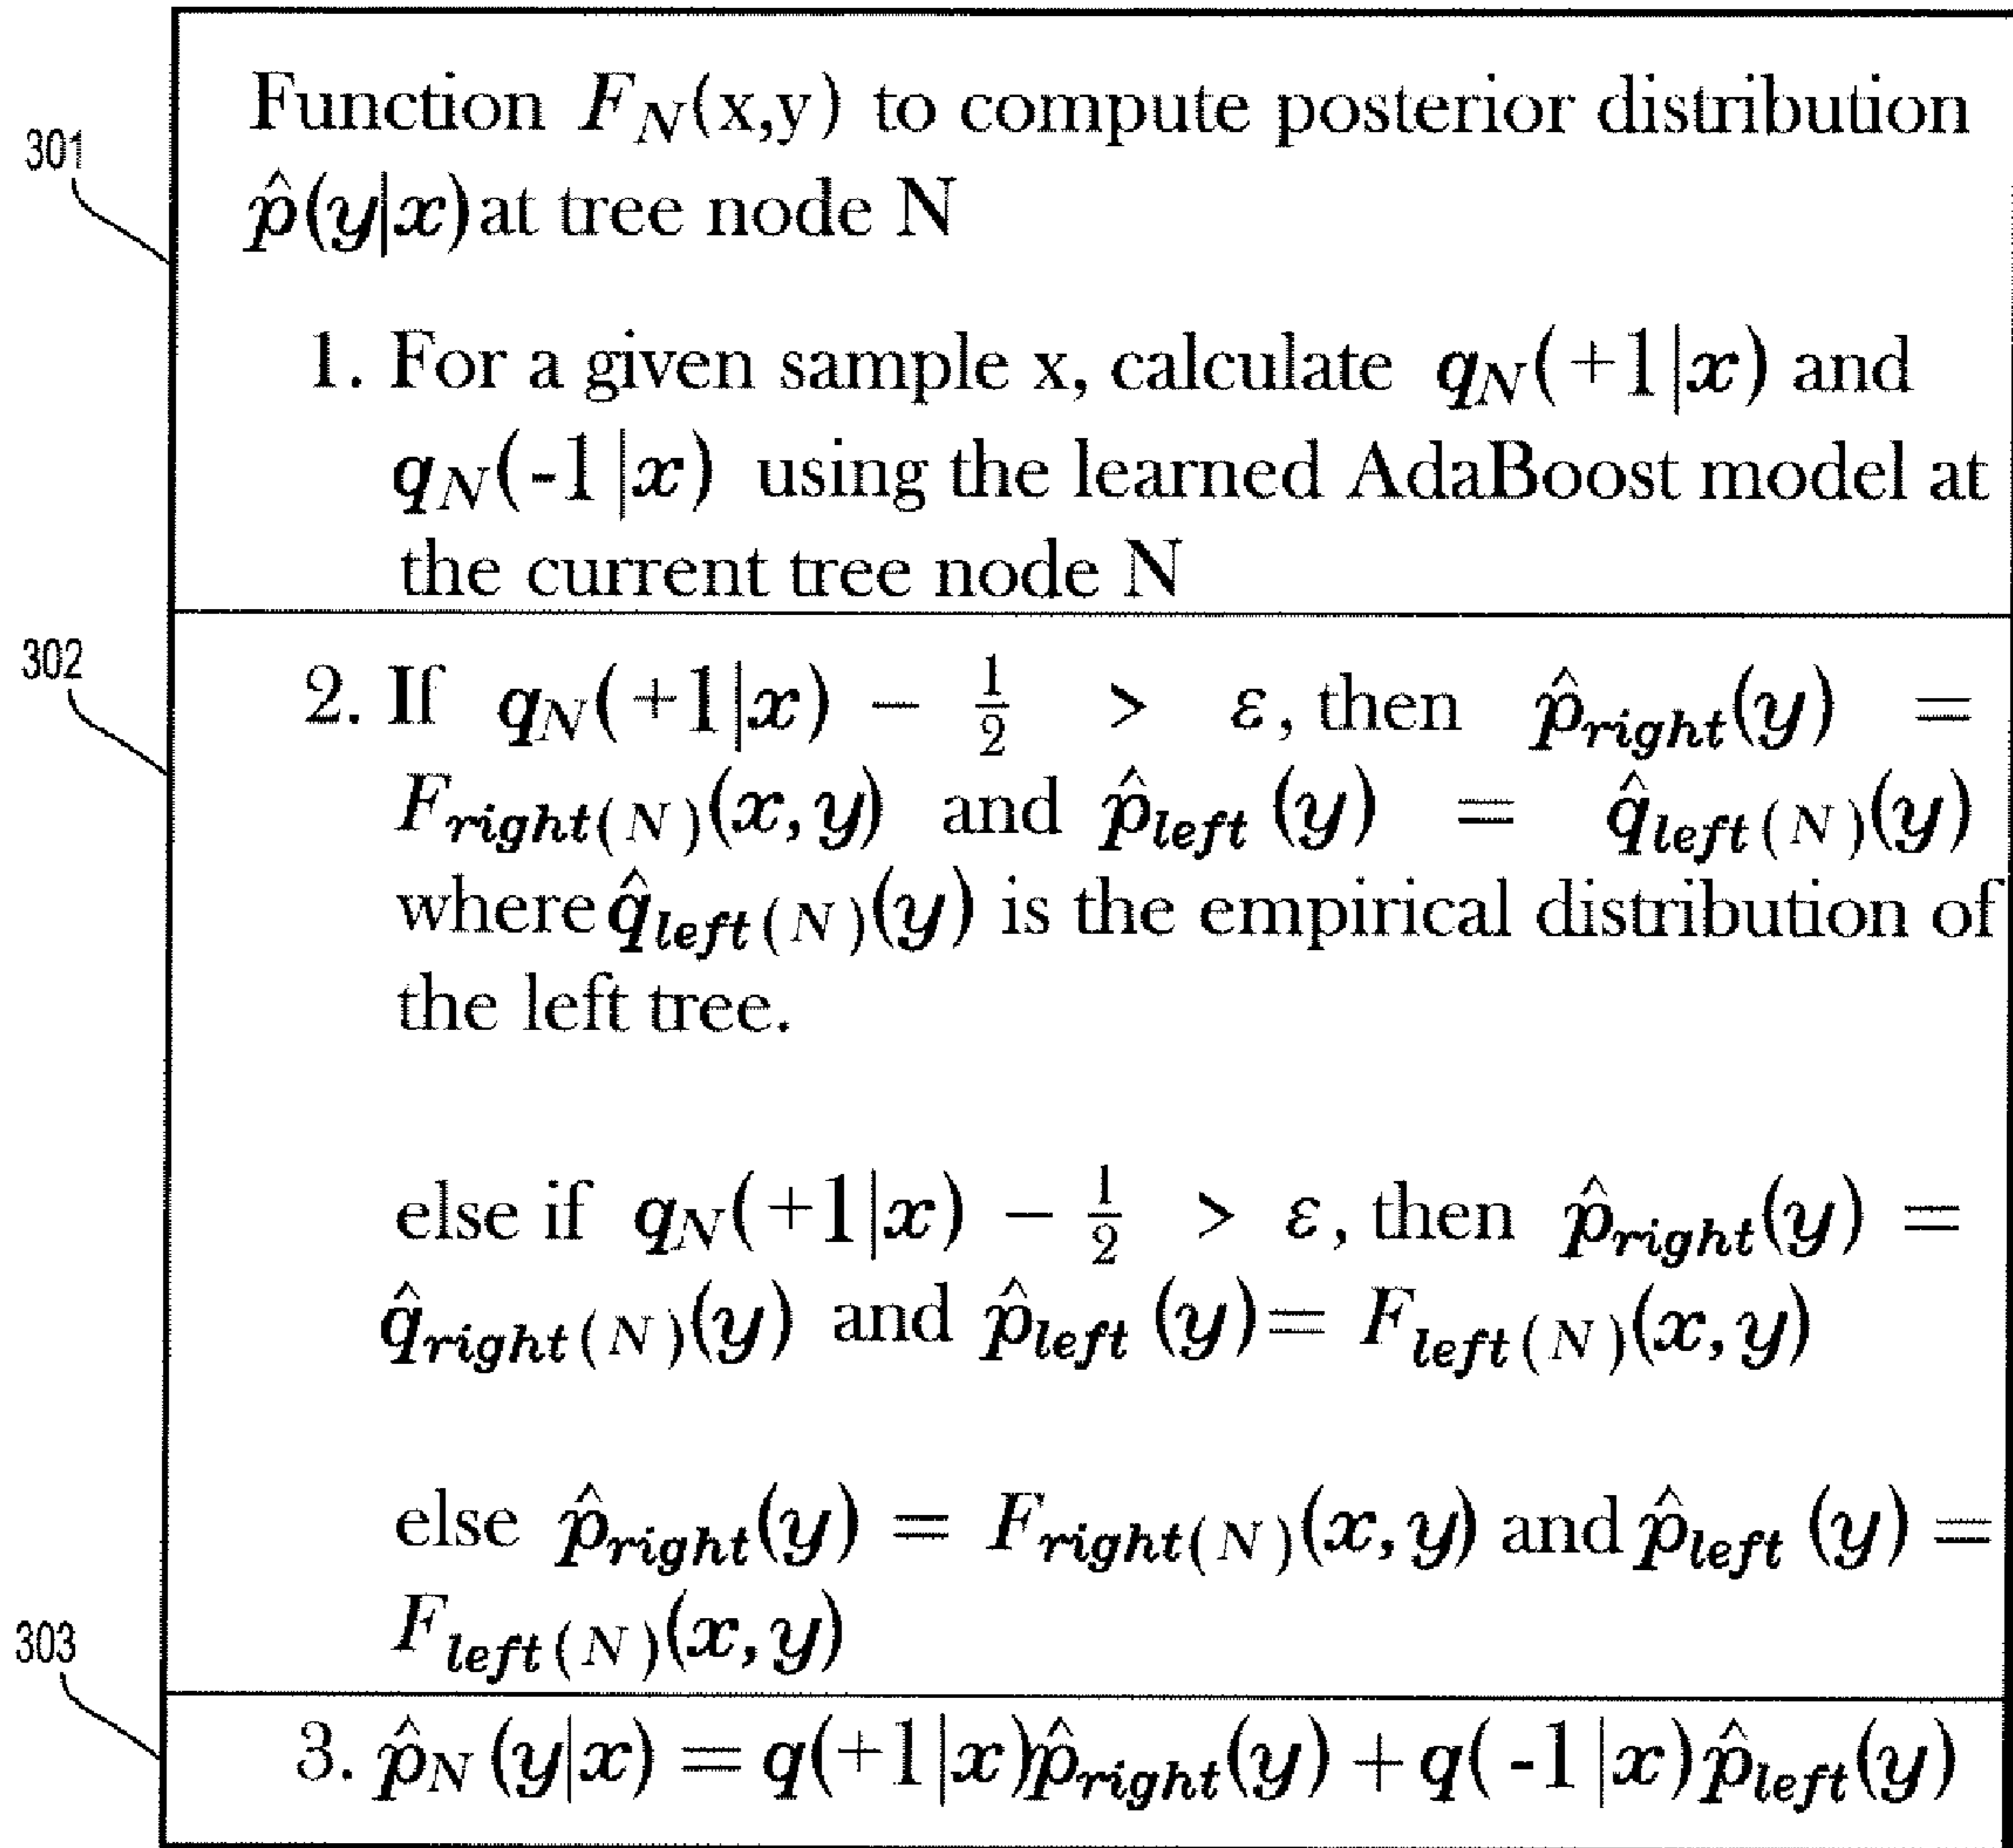 Function F_N(x,y) to compute posterior distribution
p̂(y|x) at tree node N
301
1. For a given sample x, calculate q_N(+1|x) and
q_N(-1|x) using the learned AdaBoost model at
the current tree node N
302
2. If q_N(+1|x) − 1/2 > ε, then p̂_right(y) =
F_right(N)(x,y) and p̂_left(y) = q̂_left(N)(y)
where q̂_left(N)(y) is the empirical distribution of
the left tree.
else if q_N(+1|x) − 1/2 > ε, then p̂_right(y) =
q̂_right(N)(y) and p̂_left(y) = F_left(N)(x,y)
else p̂_right(y) = F_right(N)(x,y) and p̂_left(y) =
F_left(N)(x,y)
303
3. p̂_N(y|x) = q(+1|x)p̂_right(y) + q(-1|x)p̂_left(y)